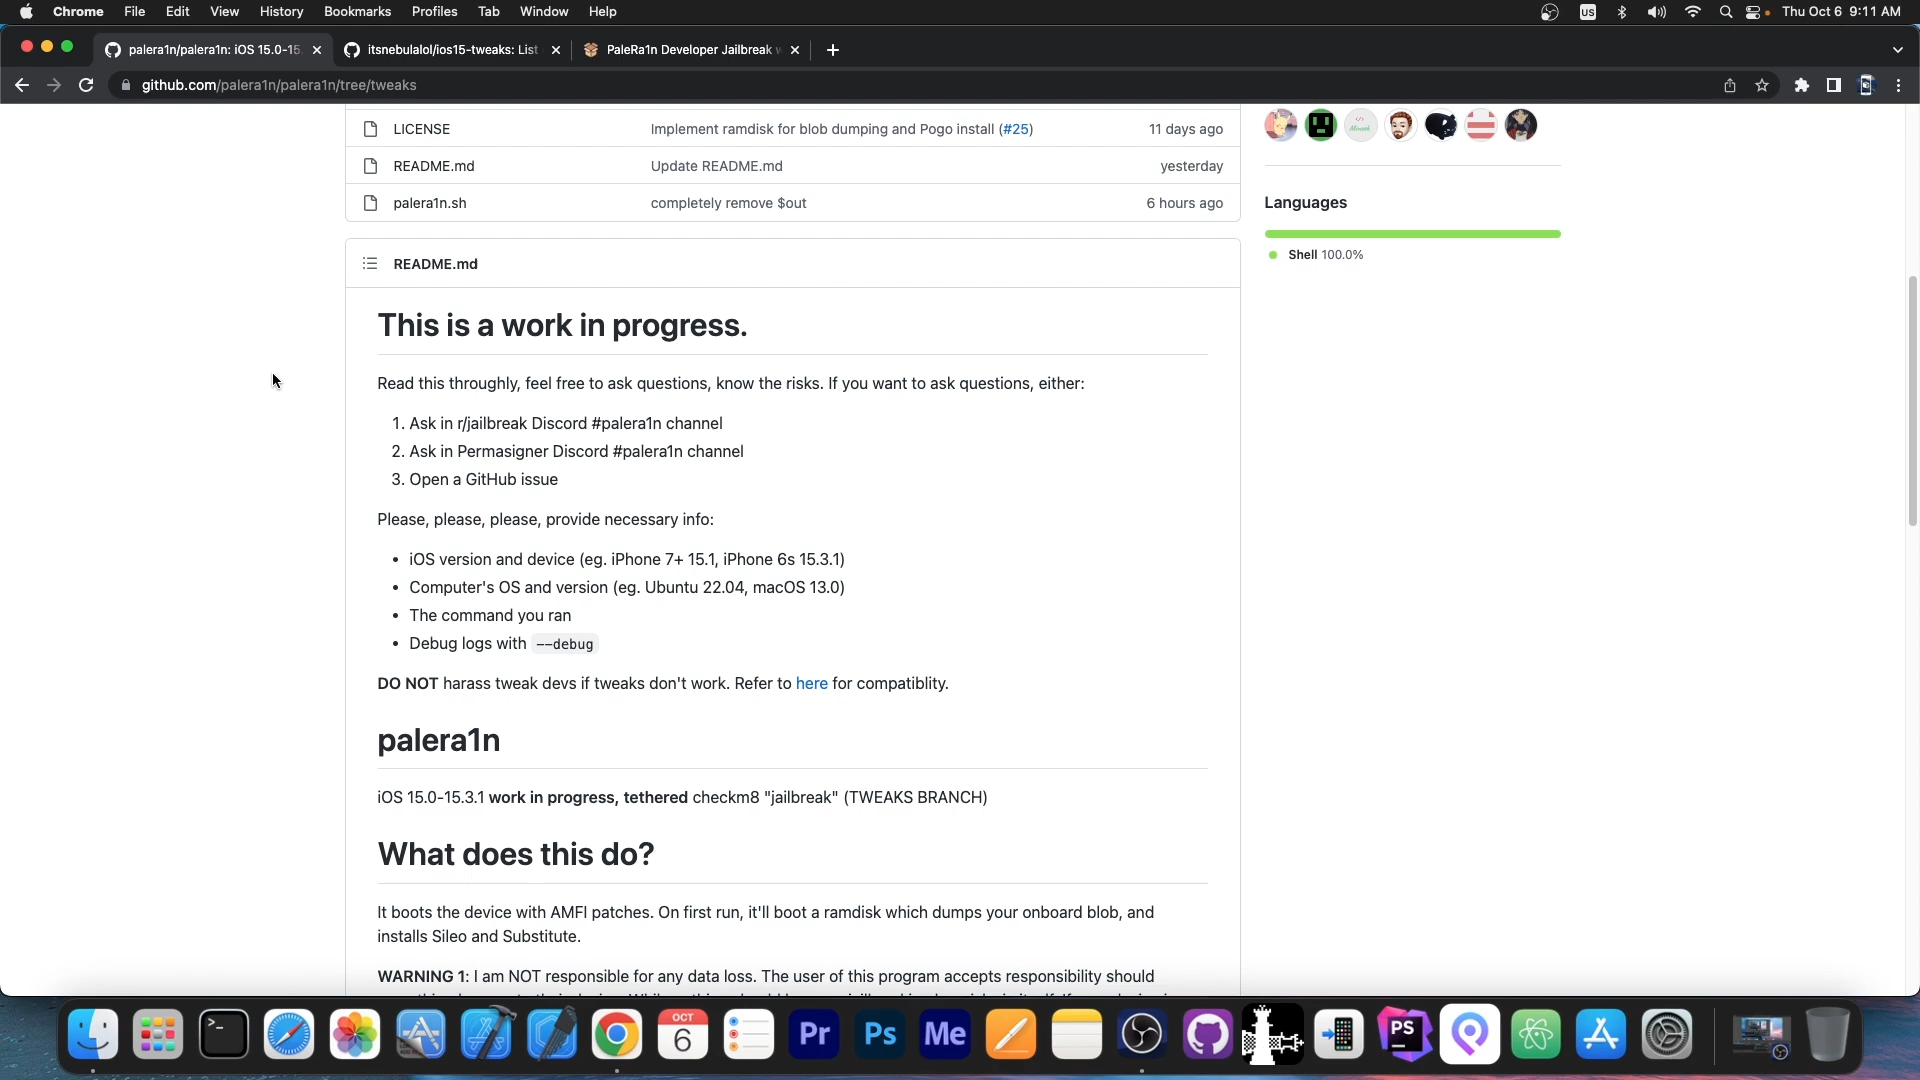 Chrome File Edit View History Bookmarks Profiles Tab Window Help US Thu Oct 6 9:11 AM
palera1n/palera1n: iOS 15.0-15. itsnebulalol/ios15-tweaks: List PaleRa1n Developer Jailbreak
github.com/palera1n/palera1n/tree/tweaks
LICENSE Implement ramdisk for blob dumping and Pogo install (#25) 11 days ago
README.md Update README.md yesterday
palera1n.sh completely remove $out 6 hours ago
Languages
Shell 100.0%
README.md
This is a work in progress.
Read this throughly, feel free to ask questions, know the risks. If you want to ask questions, either:
1. Ask in r/jailbreak Discord #palera1n channel
2. Ask in Permasigner Discord #palera1n channel
3. Open a GitHub issue
Please, please, please, provide necessary info:
• iOS version and device (eg. iPhone 7+ 15.1, iPhone 6s 15.3.1)
• Computer's OS and version (eg. Ubuntu 22.04, macOS 13.0)
• The command you ran
• Debug logs with --debug
DO NOT harass tweak devs if tweaks don't work. Refer to here for compatiblity.
palera1n
iOS 15.0-15.3.1 work in progress, tethered checkm8 "jailbreak" (TWEAKS BRANCH)
What does this do?
It boots the device with AMFI patches. On first run, it'll boot a ramdisk which dumps your onboard blob, and
installs Sileo and Substitute.
WARNING 1: I am NOT responsible for any data loss. The user of this program accepts responsibility should
OCT
6
Pr Ps Me PS